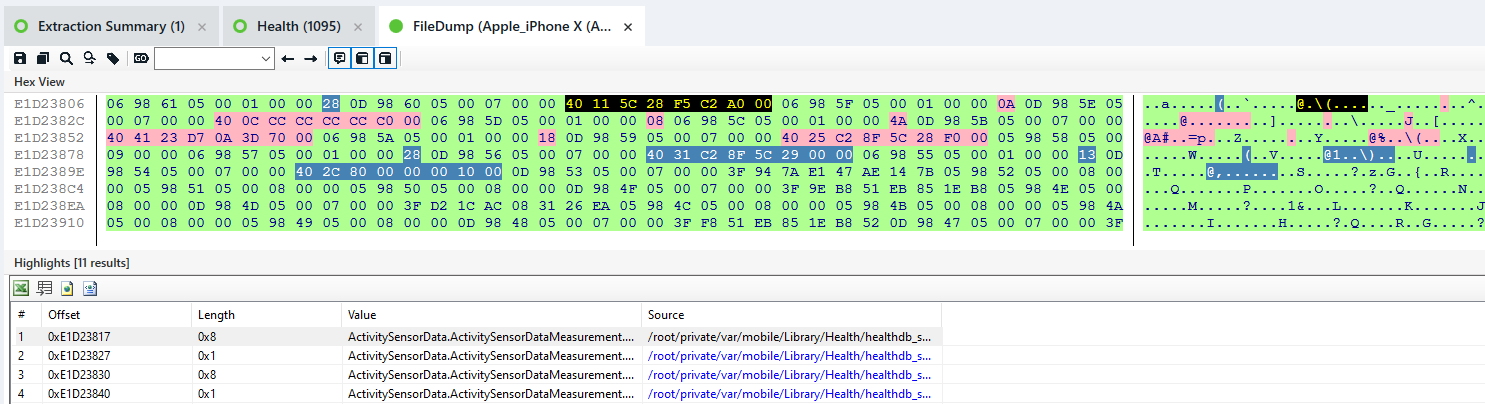 Extraction Summary (1) ×
Health (1095) ×
FileDump (Apple_iPhone X (A... ×
GO
Hex View
E1D23806 06 98 61 05 00 01 00 00 28 0D 98 60 05 00 07 00 00 40 11 5C 28 F5 C2 A0 00 06 98 5F 05 00 01 00 00 0A 0D 98 5E 05 ..a.....(..`.....@.\(......_........^.
E1D2382C 00 07 00 00 40 0C CC CC CC CC C0 00 06 98 5D 05 00 01 00 00 08 06 98 5C 05 00 01 00 00 4A 0D 98 5B 05 00 07 00 00 ....@.........]........\.....J..[.....
E1D23852 40 41 23 D7 0A 3D 70 00 06 98 5A 05 00 01 00 00 18 0D 98 59 05 00 07 00 00 40 25 C2 8F 5C 28 F0 00 05 98 58 05 00 @A#..=p...Z........Y.....@%..\(....X..
E1D23878 09 00 00 06 98 57 05 00 01 00 00 28 0D 98 56 05 00 07 00 00 40 31 C2 8F 5C 29 00 00 06 98 55 05 00 01 00 00 13 0D .....W.....(..V.....@1..\)....U.......
E1D2389E 98 54 05 00 07 00 00 40 2C 80 00 00 00 10 00 0D 98 53 05 00 07 00 00 3F 94 7A E1 47 AE 14 7B 05 98 52 05 00 08 00 .T.....@,........S.....?.z.G..{..R....
E1D238C4 00 05 98 51 05 00 08 00 00 05 98 50 05 00 08 00 00 0D 98 4F 05 00 07 00 00 3F 9E B8 51 EB 85 1E B8 05 98 4E 05 00 ...Q.......P.......O.....?..Q......N..
E1D238EA 08 00 00 0D 98 4D 05 00 07 00 00 3F D2 1C AC 08 31 26 EA 05 98 4C 05 00 08 00 00 05 98 4B 05 00 08 00 00 05 98 4A .....M.....?....1&...L.......K.......J
E1D23910 05 00 08 00 00 05 98 49 05 00 08 00 00 0D 98 48 05 00 07 00 00 3F F8 51 EB 85 1E B8 52 0D 98 47 05 00 07 00 00 3F .......I.......H.....?.Q....R..G.....?
Highlights [11 results]
# Offset Length Value Source
1 0xE1D23817 0x8 ActivitySensorData.ActivitySensorDataMeasurement.... /root/private/var/mobile/Library/Health/healthdb_s...
2 0xE1D23827 0x1 ActivitySensorData.ActivitySensorDataMeasurement.... /root/private/var/mobile/Library/Health/healthdb_s...
3 0xE1D23830 0x8 ActivitySensorData.ActivitySensorDataMeasurement.... /root/private/var/mobile/Library/Health/healthdb_s...
4 0xE1D23840 0x1 ActivitySensorData.ActivitySensorDataMeasurement.... /root/private/var/mobile/Library/Health/healthdb_s...